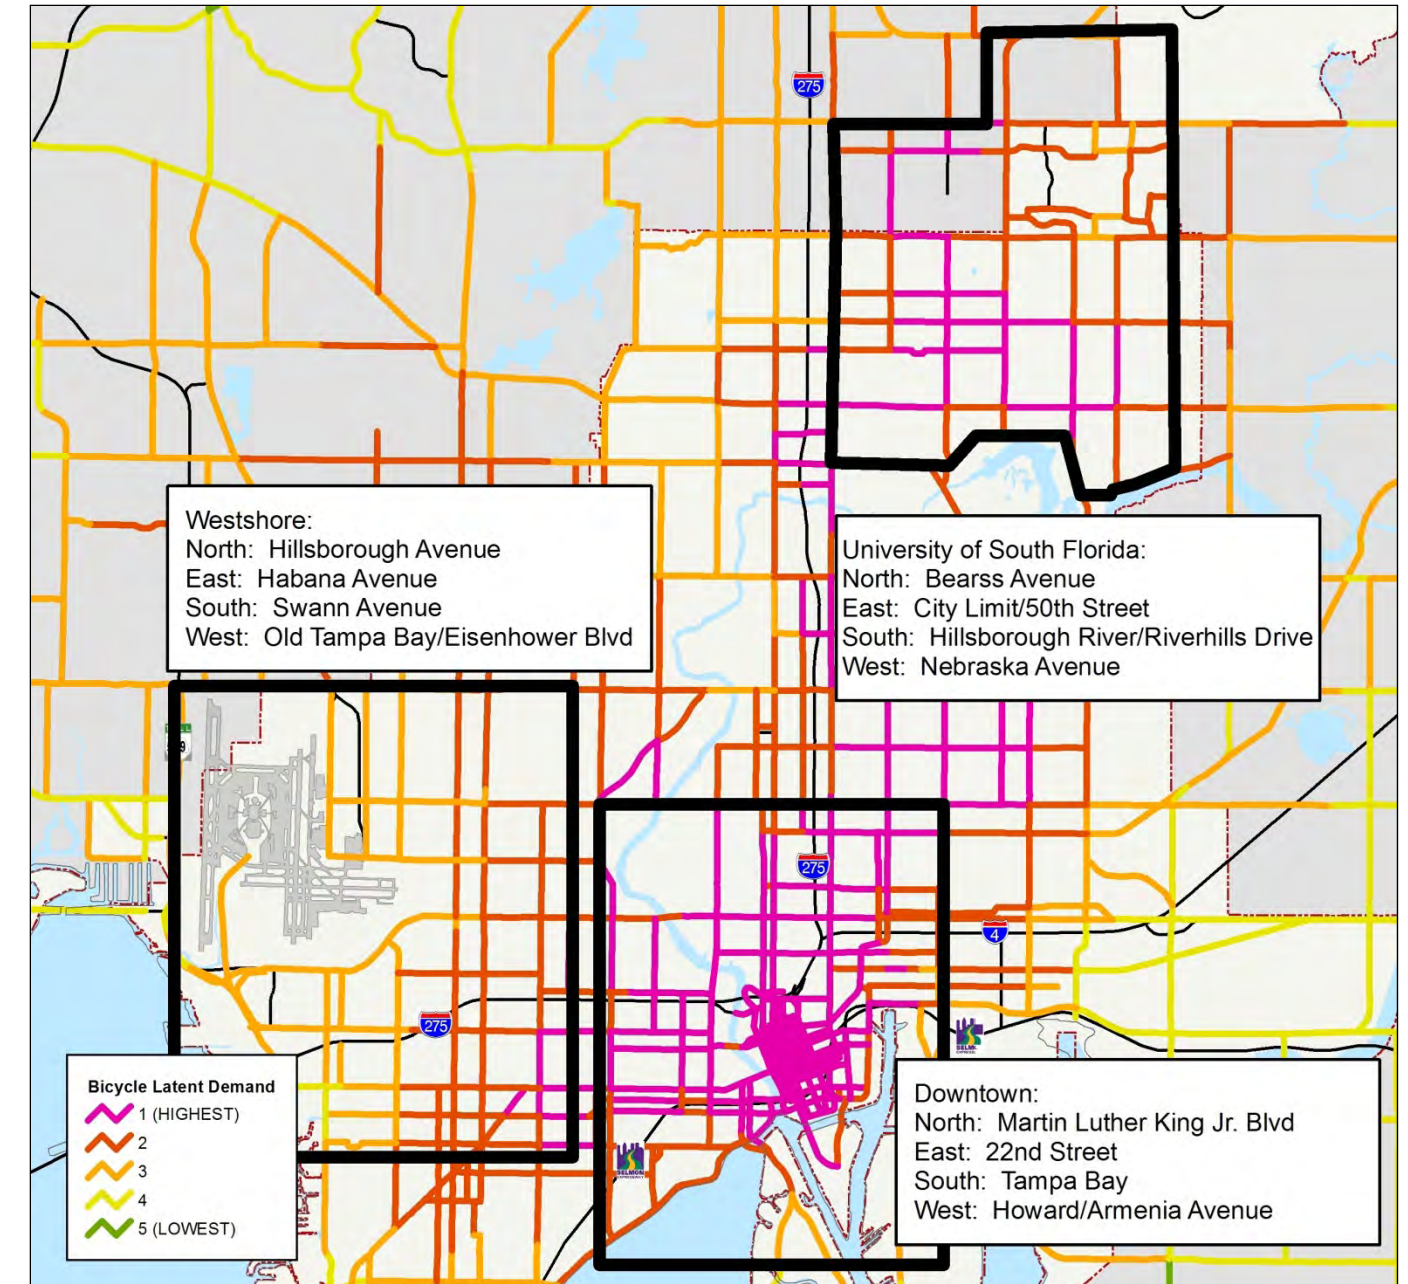 275
Westshore:
North: Hillsborough Avenue
East: Habana Avenue
South: Swann Avenue
West: Old Tampa Bay/Eisenhower Blvd
University of South Florida:
North: Bearss Avenue
East: City Limit/50th Street
South: Hillsborough River/Riverhills Drive
West: Nebraska Avenue
275
4
275
SELMON
Bicycle Latent Demand
1 (HIGHEST)
2
3
4
5 (LOWEST)
Downtown:
North: Martin Luther King Jr. Blvd
East: 22nd Street
South: Tampa Bay
West: Howard/Armenia Avenue